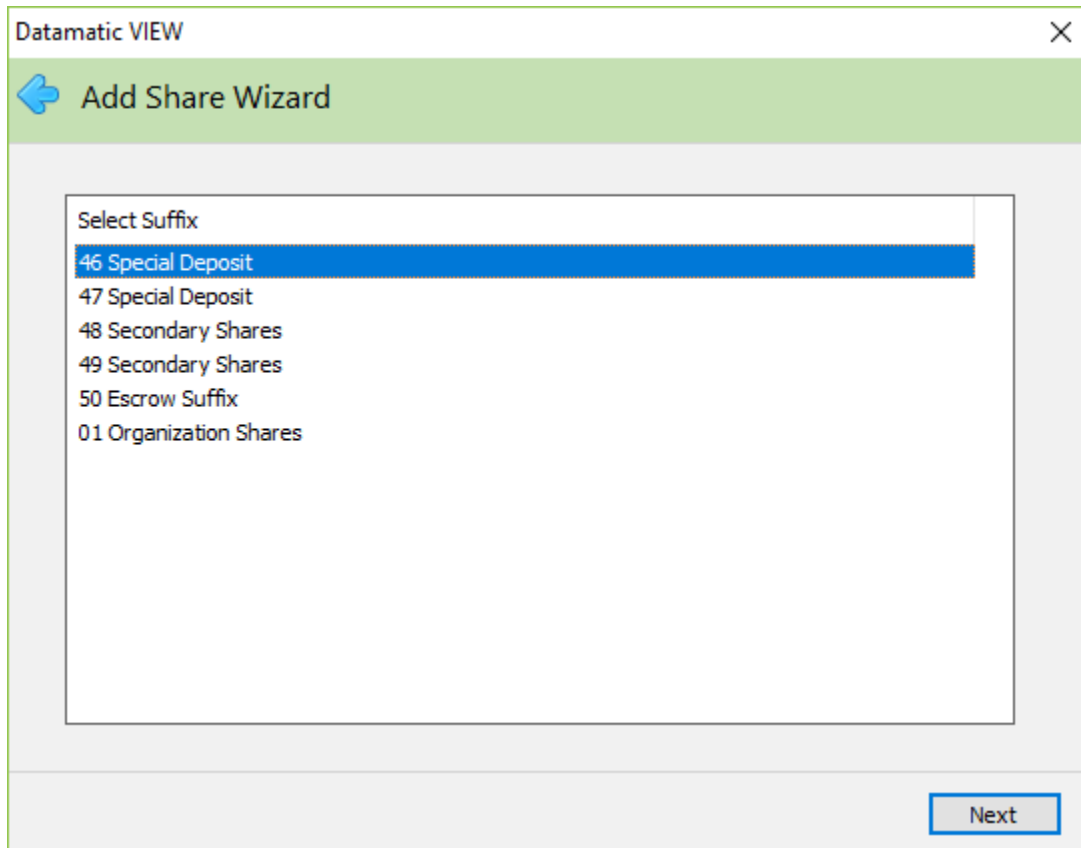 Datamatic VIEW
Add Share Wizard
Select Suffix
46 Special Deposit
47 Special Deposit
48 Secondary Shares
49 Secondary Shares
50 Escrow Suffix
01 Organization Shares
Next